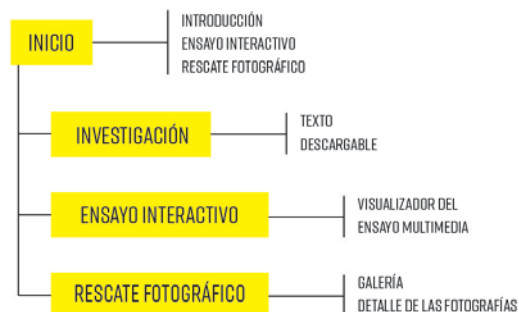 INICIO
INTRODUCCIÓN
ENSAYO INTERACTIVO
RESCATE FOTOGRÁFICO
INVESTIGACIÓN
TEXTO
DESCARGABLE
ENSAYO INTERACTIVO
VISUALIZADOR DEL
ENSAYO MULTIMEDIA
RESCATE FOTOGRÁFICO
GALERÍA
DETALLE DE LAS FOTOGRAFÍAS